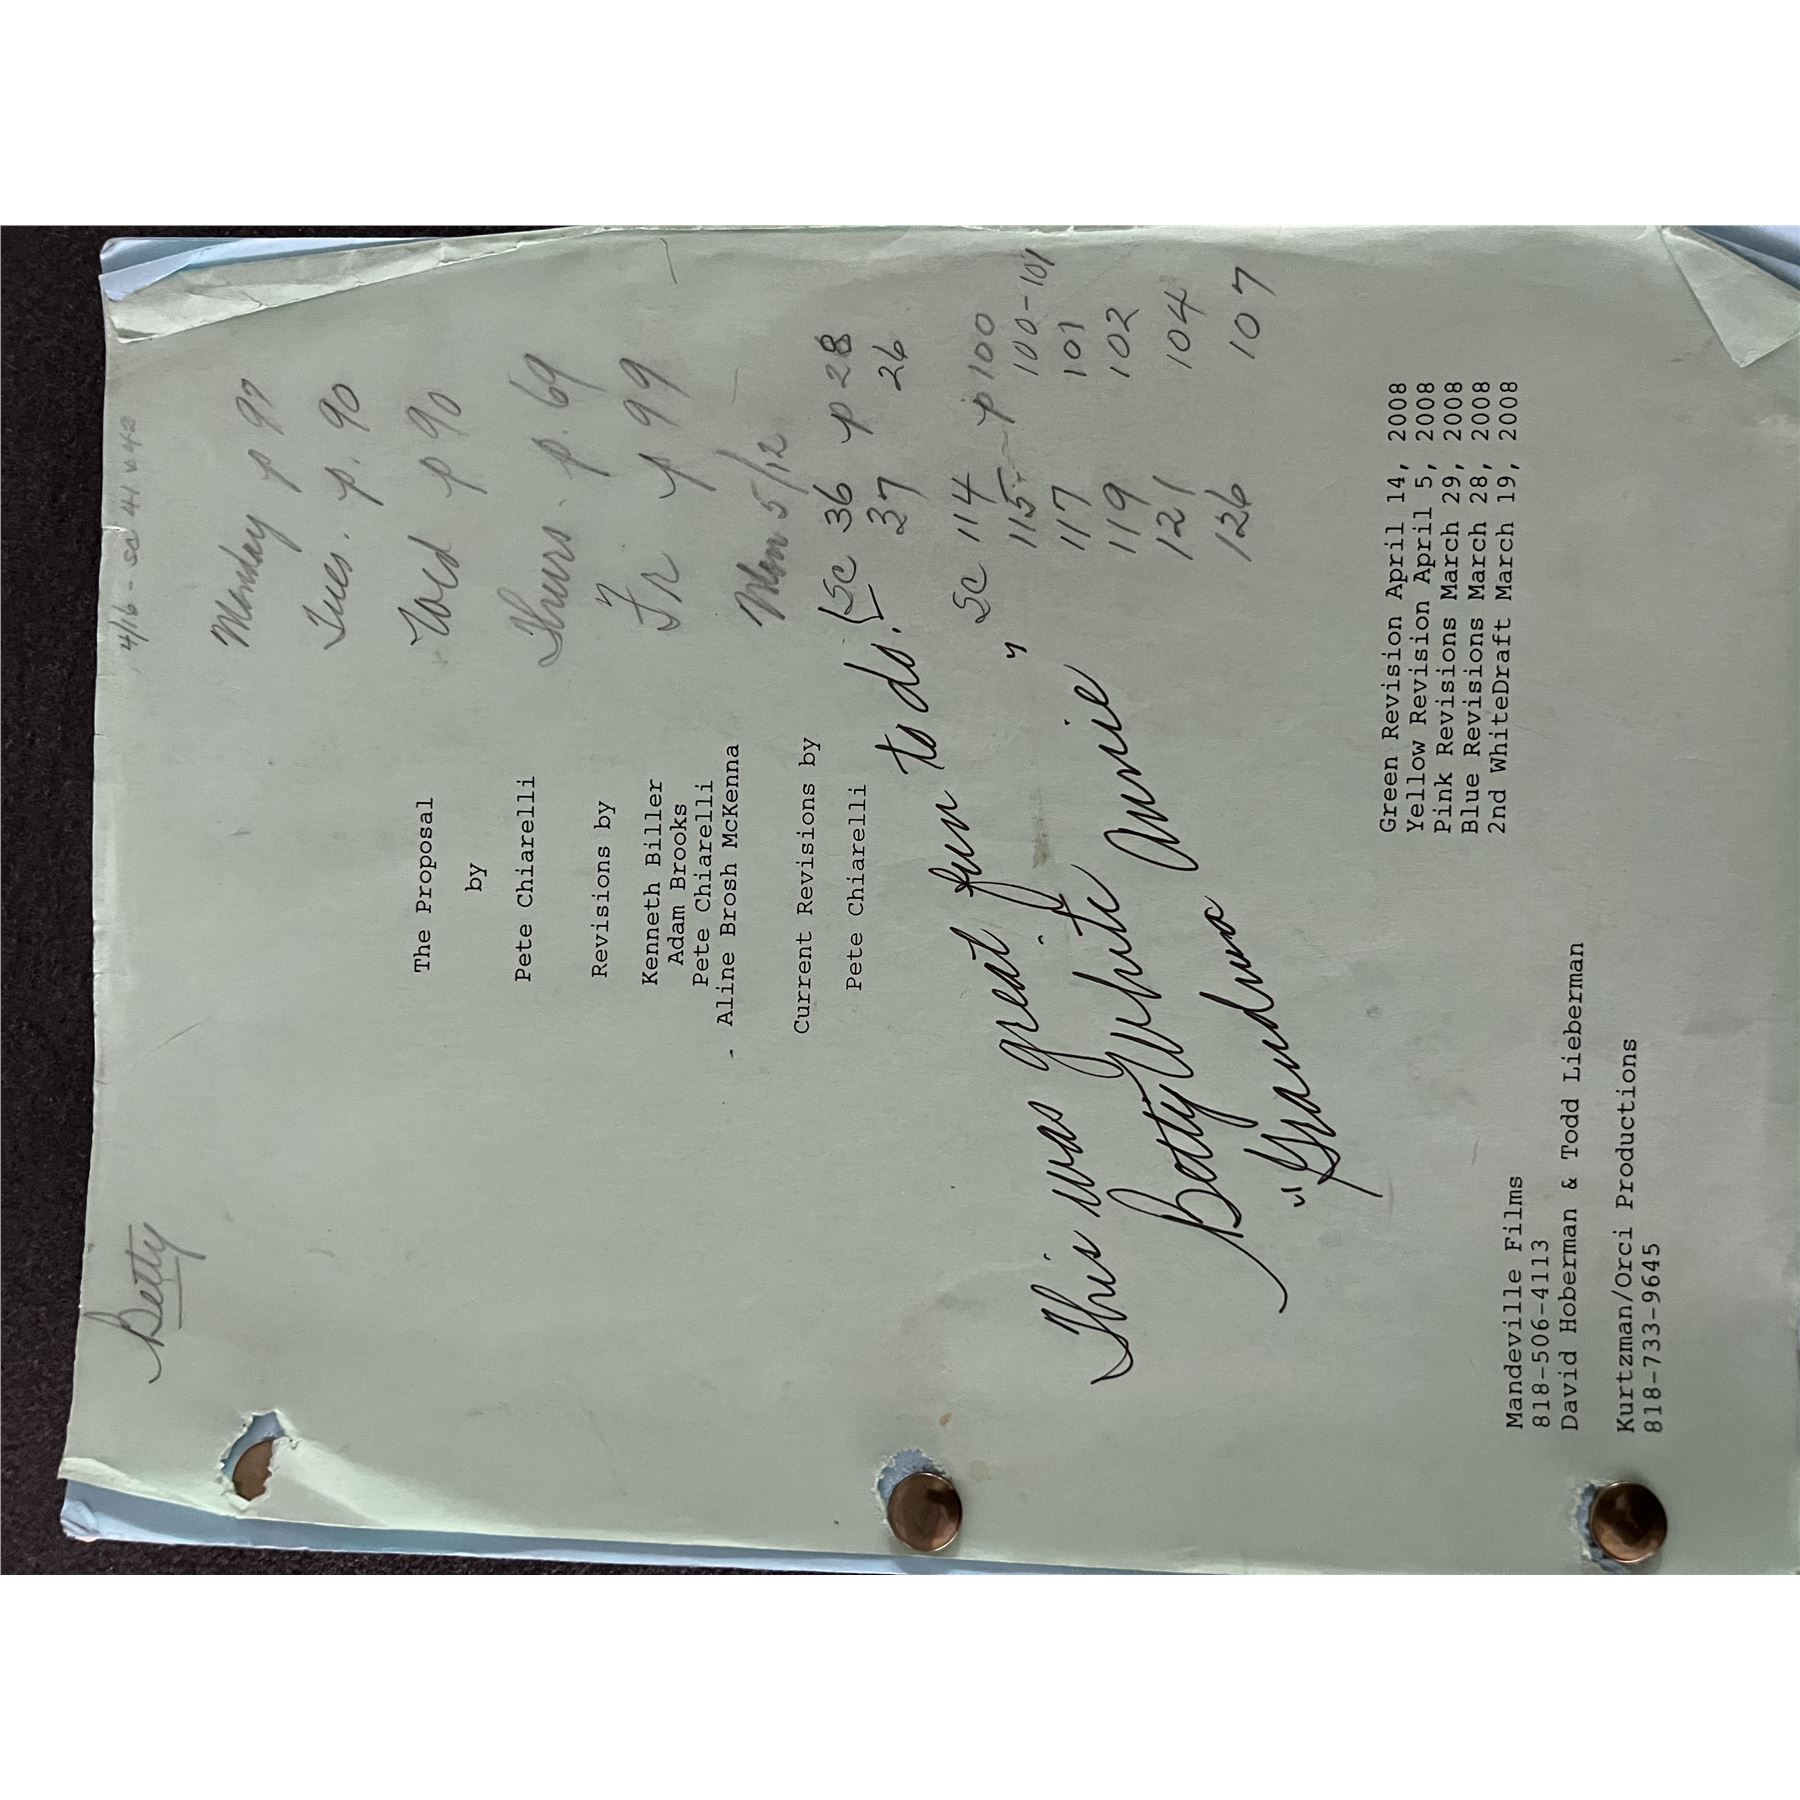 Betty
4/16 - sc 41 & 42
Monday p 97
Tues. p. 90
Wed p 90
Thurs. p. 69
Fri p 99
Mon 5/12
The Proposal
by
Pete Chiarelli
Revisions by
Kenneth Biller
Adam Brooks
Pete Chiarelli
- Aline Brosh McKenna
Current Revisions by
Pete Chiarelli
Sc 36 p 28
37 26
Sc 114 p 100
115 - p 100-101
117 101
119 102
121 104
126 107
This was great fun to do!
Betty White
"Grandma Annie"
Green Revision April 14, 2008
Yellow Revision April 5, 2008
Pink Revisions March 29, 2008
Blue Revisions March 28, 2008
2nd WhiteDraft March 19, 2008
Mandeville Films
818-506-4113
David Hoberman & Todd Lieberman
Kurtzman/Orci Productions
818-733-9645